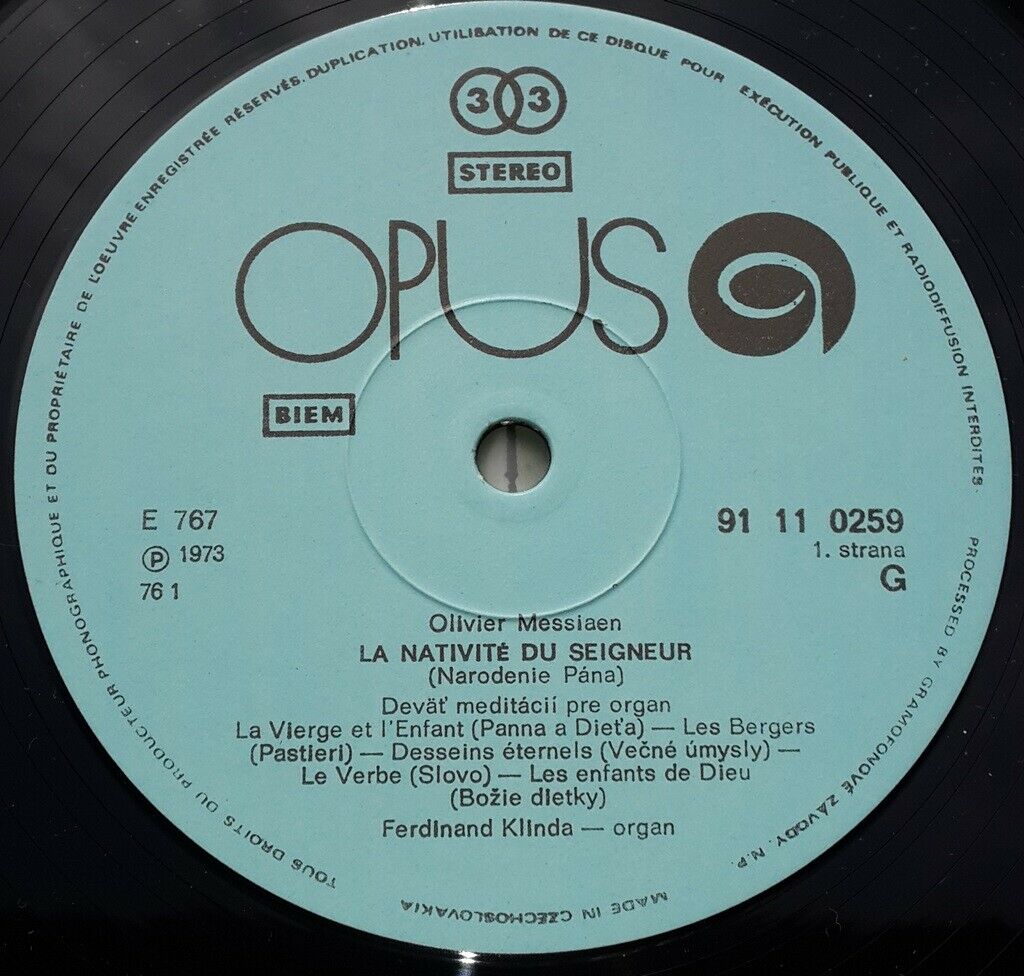 TOUS DROITS DU PRODUCTEUR PHONOGRAPHIQUE ET DU PROPRIÉTAIRE DE L'OEUVRE ENREGISTRÉE RÉSERVÉS. DUPLICATION, UTILISATION DE CE DISQUE POUR EXÉCUTION PUBLIQUE ET RADIODIFFUSION INTERDITES.
33
STEREO
OPUS
BIEM
E 767
Ⓟ 1973
76 1
91 11 0259
1. strana
G
Olivier Messiaen
LA NATIVITÉ DU SEIGNEUR
(Narodenie Pána)
Deväť meditácií pre organ
La Vierge et l'Enfant (Panna a Dieťa) — Les Bergers
(Pastieri) — Desseins éternels (Večné úmysly) —
Le Verbe (Slovo) — Les enfants de Dieu
(Božie dietky)
Ferdinand Klinda — organ
PROCESSED BY GRAMOFONOVÉ ZÁVODY, N.P.
MADE IN CZECHOSLOVAKIA